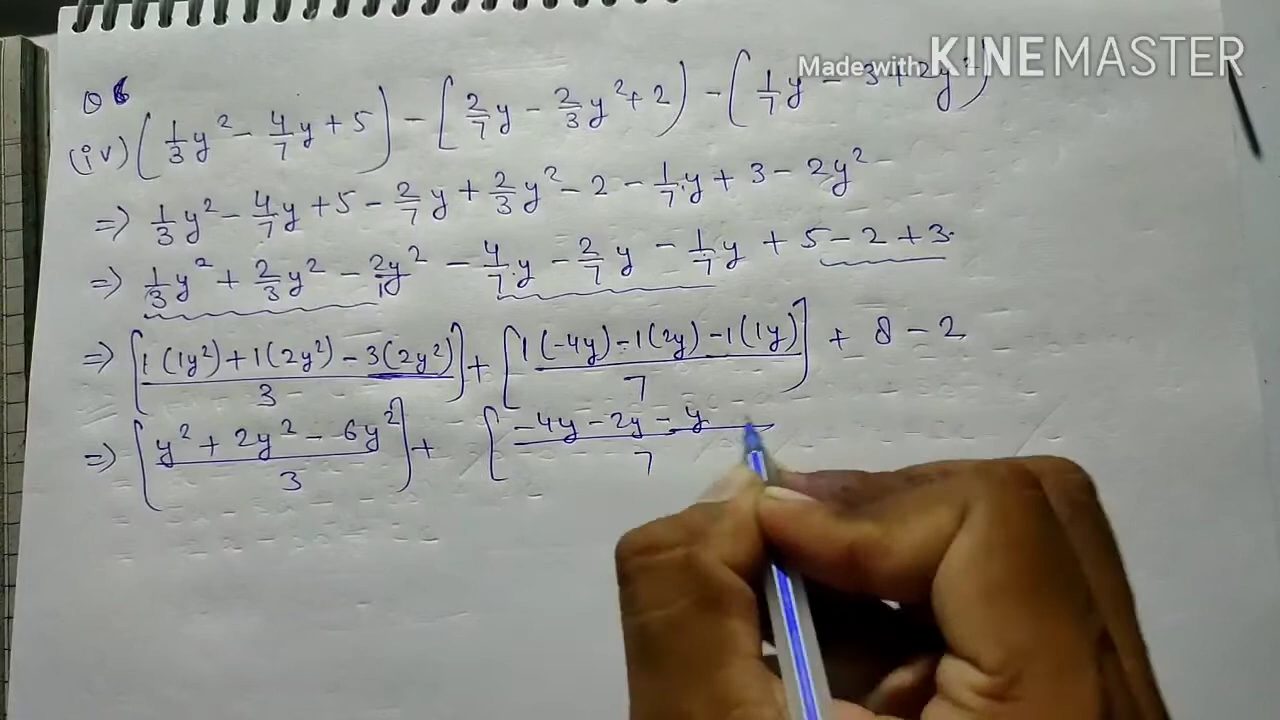 Made with KINEMASTER
Q 6
(iv) (1/3 y² - 4/7 y + 5) - [2/7 y - 2/3 y² + 2) - (1/7 y - 3 + 2y²)
⇒ 1/3 y² - 4/7 y + 5 - 2/7 y + 2/3 y² - 2 - 1/7 y + 3 - 2y²
⇒ 1/3 y² + 2/3 y² - 2y²/1 - 4/7 y - 2/7 y - 1/7 y + 5 - 2 + 3
⇒ [1(1y²) + 1(2y²) - 3(2y²)/3] + [1(-4y) - 1(2y) - 1(1y)/7] + 8 - 2
⇒ [y² + 2y² - 6y²/3] + [-4y - 2y - y/7